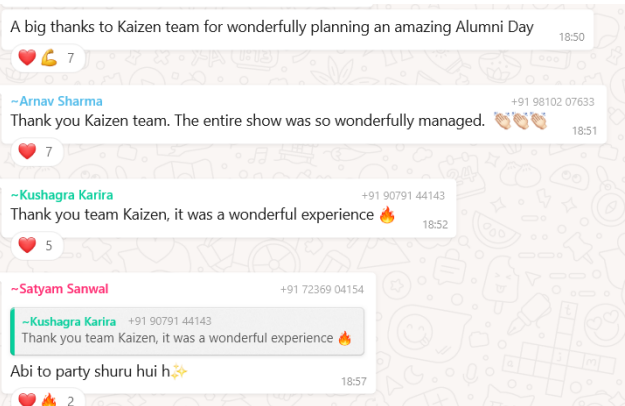 A big thanks to Kaizen team for wonderfully planning an amazing Alumni Day
18:50
❤️💪 7
~Arnav Sharma +91 98102 07633
Thank you Kaizen team. The entire show was so wonderfully managed. 👏🏻👏🏻👏🏻
18:51
❤️ 7
~Kushagra Karira +91 90791 44143
Thank you team Kaizen, it was a wonderful experience 🔥
18:52
❤️ 5
~Satyam Sanwal +91 72369 04154
~Kushagra Karira +91 90791 44143
Thank you team Kaizen, it was a wonderful experience 🔥
Abi to party shuru hui h✨
18:57
❤️🔥 2